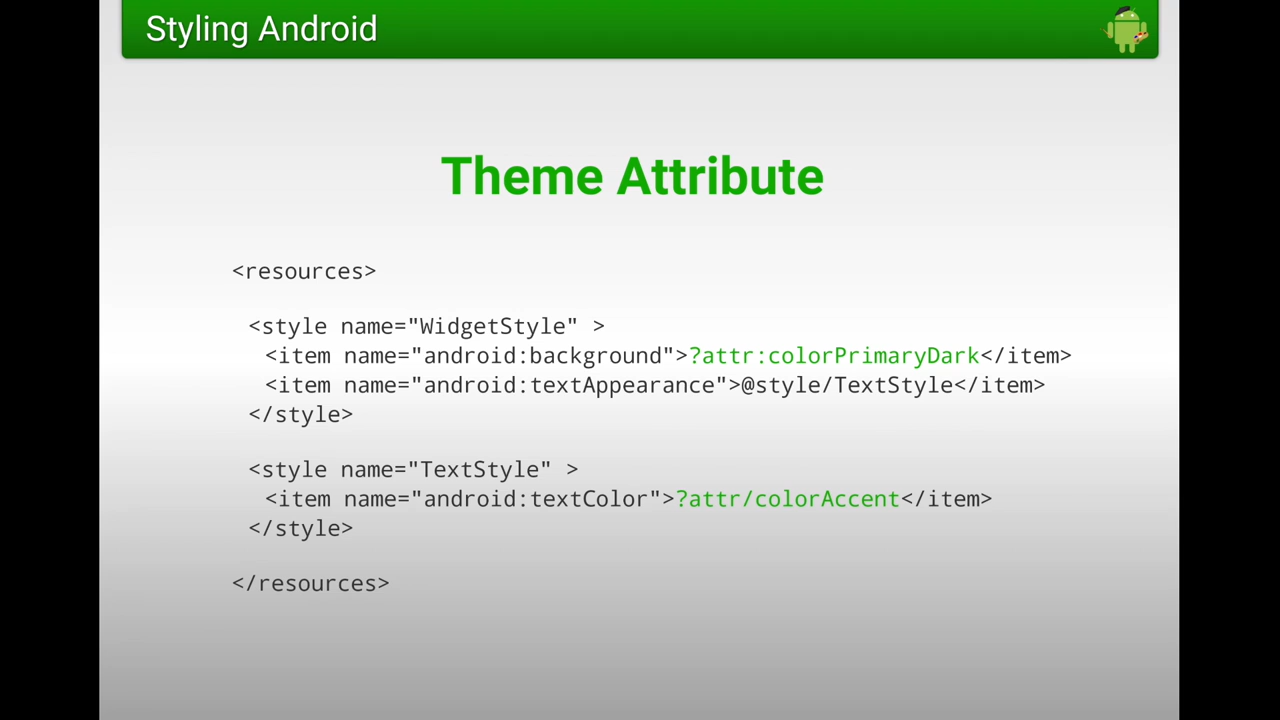 Styling Android
Theme Attribute
<resources>
<style name="WidgetStyle" >
<item name="android:background">?attr:colorPrimaryDark</item>
<item name="android:textAppearance">@style/TextStyle</item>
</style>
<style name="TextStyle" >
<item name="android:textColor">?attr/colorAccent</item>
</style>
</resources>